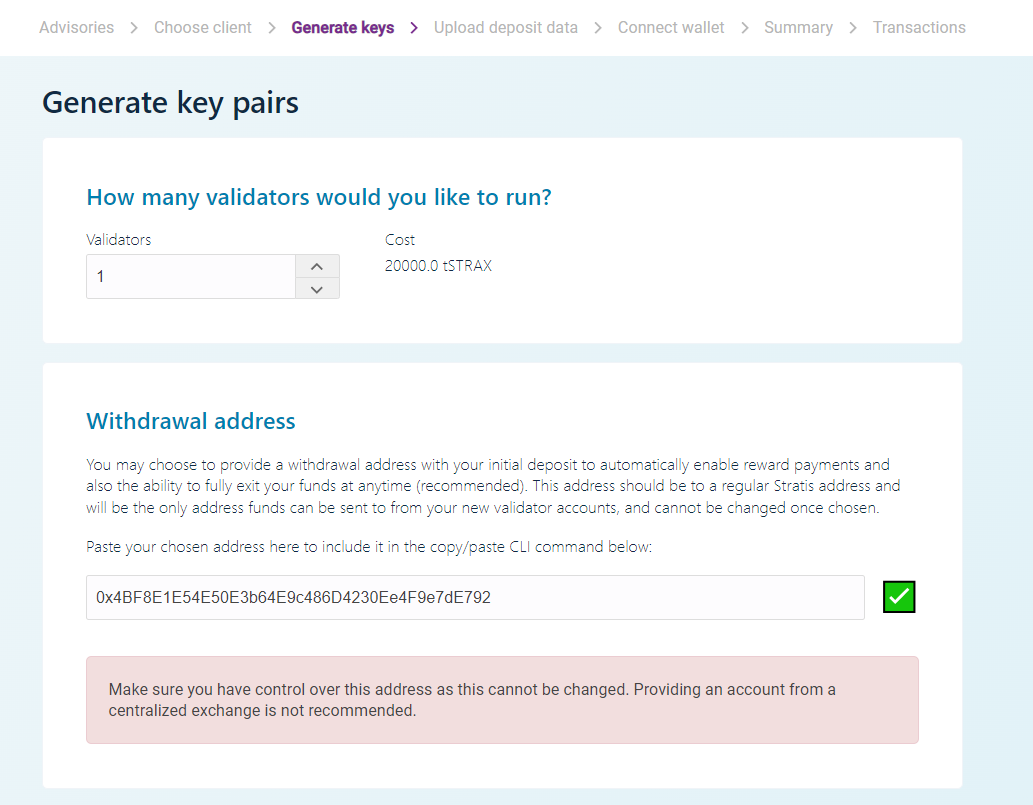 Advisories > Choose client > Generate keys > Upload deposit data > Connect wallet > Summary > Transactions
Generate key pairs
How many validators would you like to run?
Validators
Cost
1
20000.0 tSTRAX
Withdrawal address
You may choose to provide a withdrawal address with your initial deposit to automatically enable reward payments and
also the ability to fully exit your funds at anytime (recommended). This address should be to a regular Stratis address and
will be the only address funds can be sent to from your new validator accounts, and cannot be changed once chosen.
Paste your chosen address here to include it in the copy/paste CLI command below:
0x4BF8E1E54E50E3b64E9c486D4230Ee4F9e7dE792
Make sure you have control over this address as this cannot be changed. Providing an account from a
centralized exchange is not recommended.